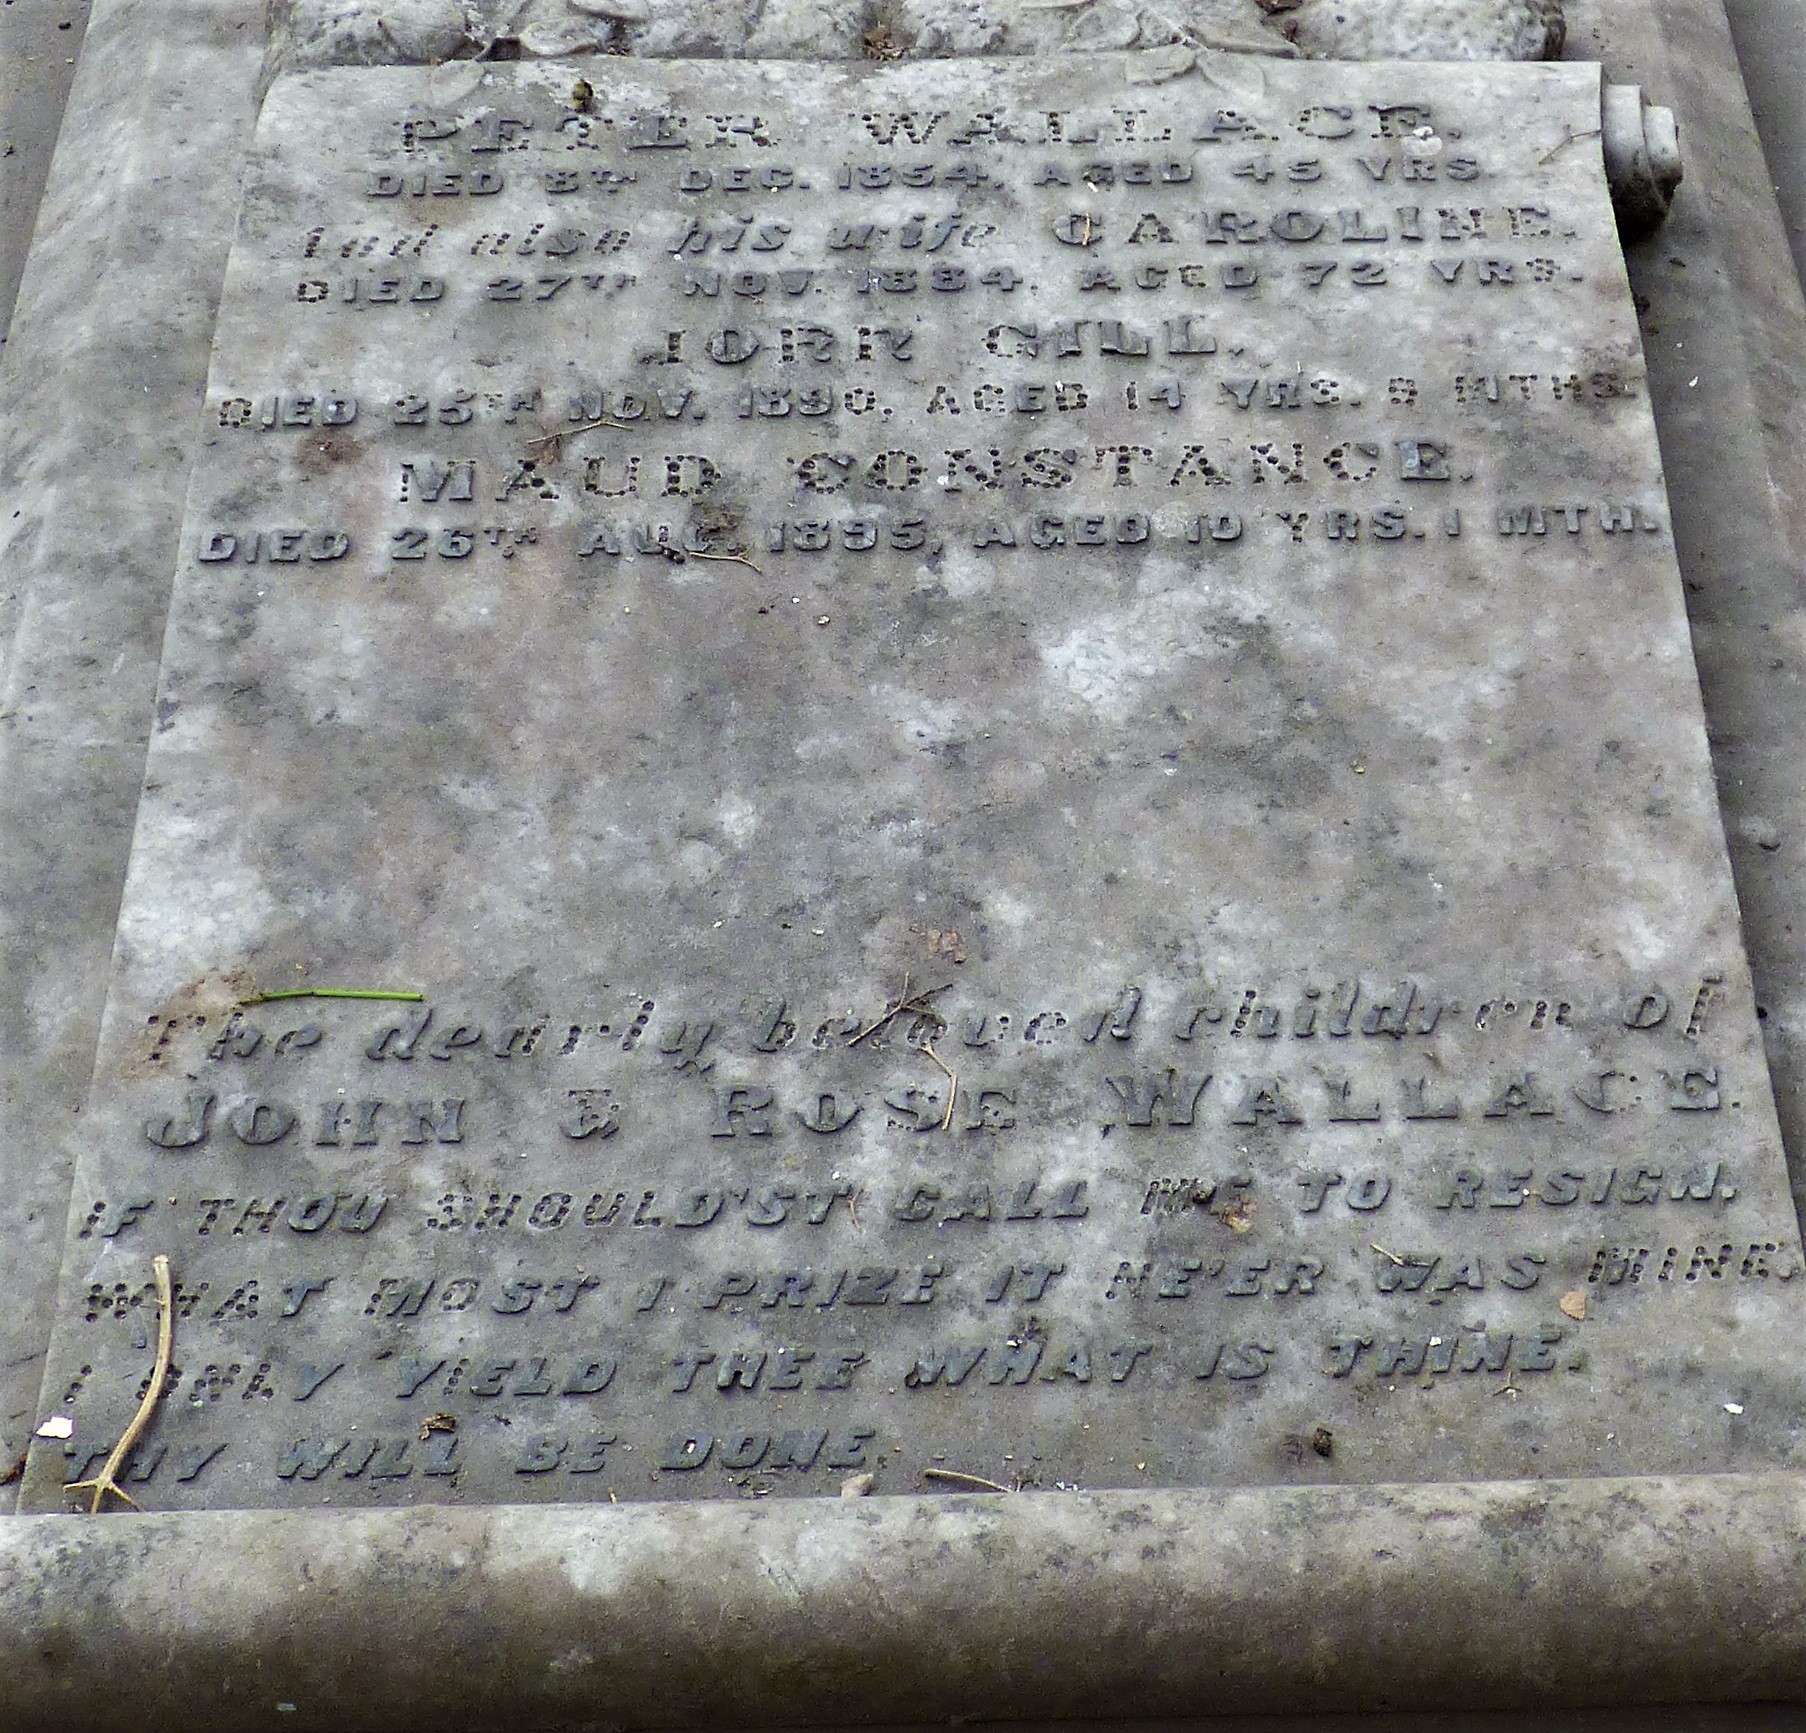 PETER WALLACE.
DIED 8TH DEC. 1854, AGED 45 YRS.
And also his wife CAROLINE.
DIED 27TH NOV. 1884, AGED 72 YRS.
JORR GILL.
DIED 25TH NOV. 1890, AGED 14 YRS. 9 MTHS.
MAUD CONSTANCE.
DIED 26TH AUG. 1895, AGED 10 YRS. 1 MTH.
The dearly beloved children of
JOHN & ROSE WALLACE.
IF THOU SHOULD'ST CALL ME TO RESIGN.
WHAT MOST I PRIZE IT NE'ER WAS MINE,
I ONLY YIELD THEE WHAT IS THINE.
THY WILL BE DONE.